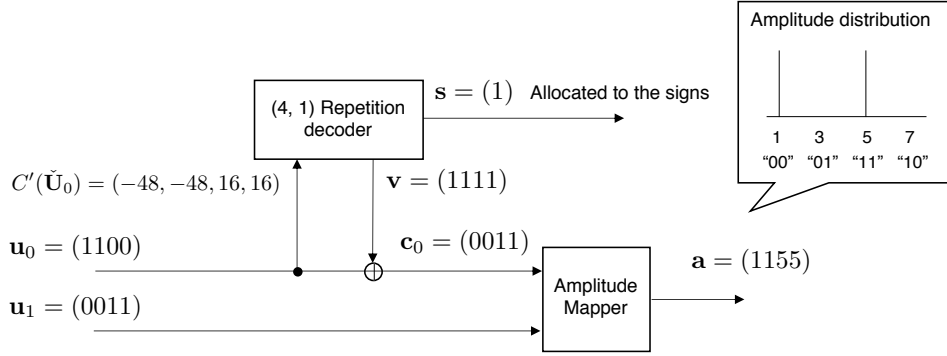 Amplitude distribution
1 3 5 7
“00” “01” “11” “10”
(4, 1) Repetition
decoder
s = (1) Allocated to the signs
C′(Ǔ₀) = (−48, −48, 16, 16)
v = (1111)
u₀ = (1100)
c₀ = (0011)
u₁ = (0011)
Amplitude
Mapper
a = (1155)